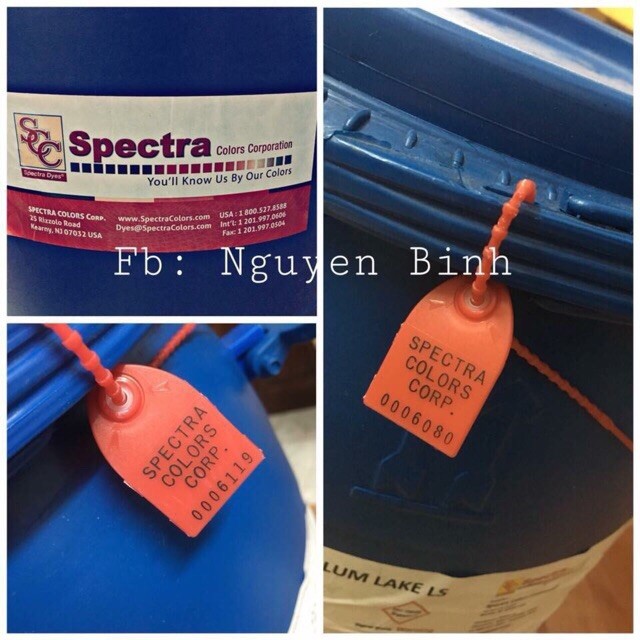 SCC
Spectra Dyes®
Spectra Colors Corporation
You'll Know Us By Our Colors
SPECTRA COLORS CORP.
25 Rizzolo Road
Kearny, NJ 07032 USA
www.SpectraColors.com
Dyes@SpectraColors.com
USA : 1.800.527.8588
Int'l: 1 201.997.0606
Fax: 1 201.997.0504
Fb: Nguyen Binh
SPECTRA
COLORS
CORP.
0006119
SPECTRA
COLORS
CORP.
0006080
LUM LAKE LS